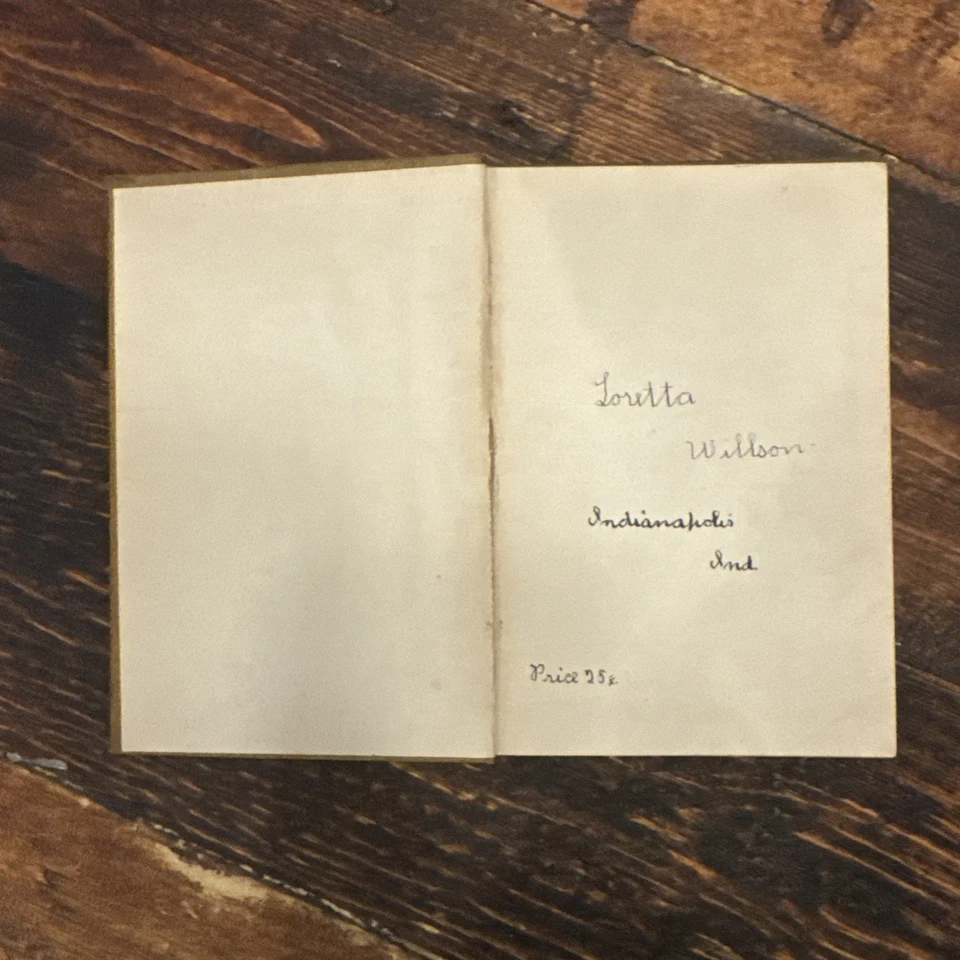 Loretta
Willson
Indianapolis
Ind.
Price 25¢